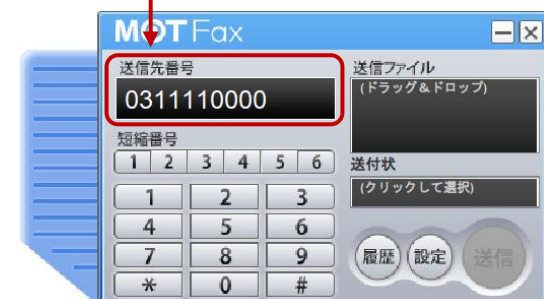 MOT Fax
送信先番号
0311110000
短縮番号
1 2 3 4 5 6
1 2 3
4 5 6
7 8 9
* 0 #
送信ファイル
(ドラッグ&ドロップ)
送付状
(クリックして選択)
履歴 設定 送信